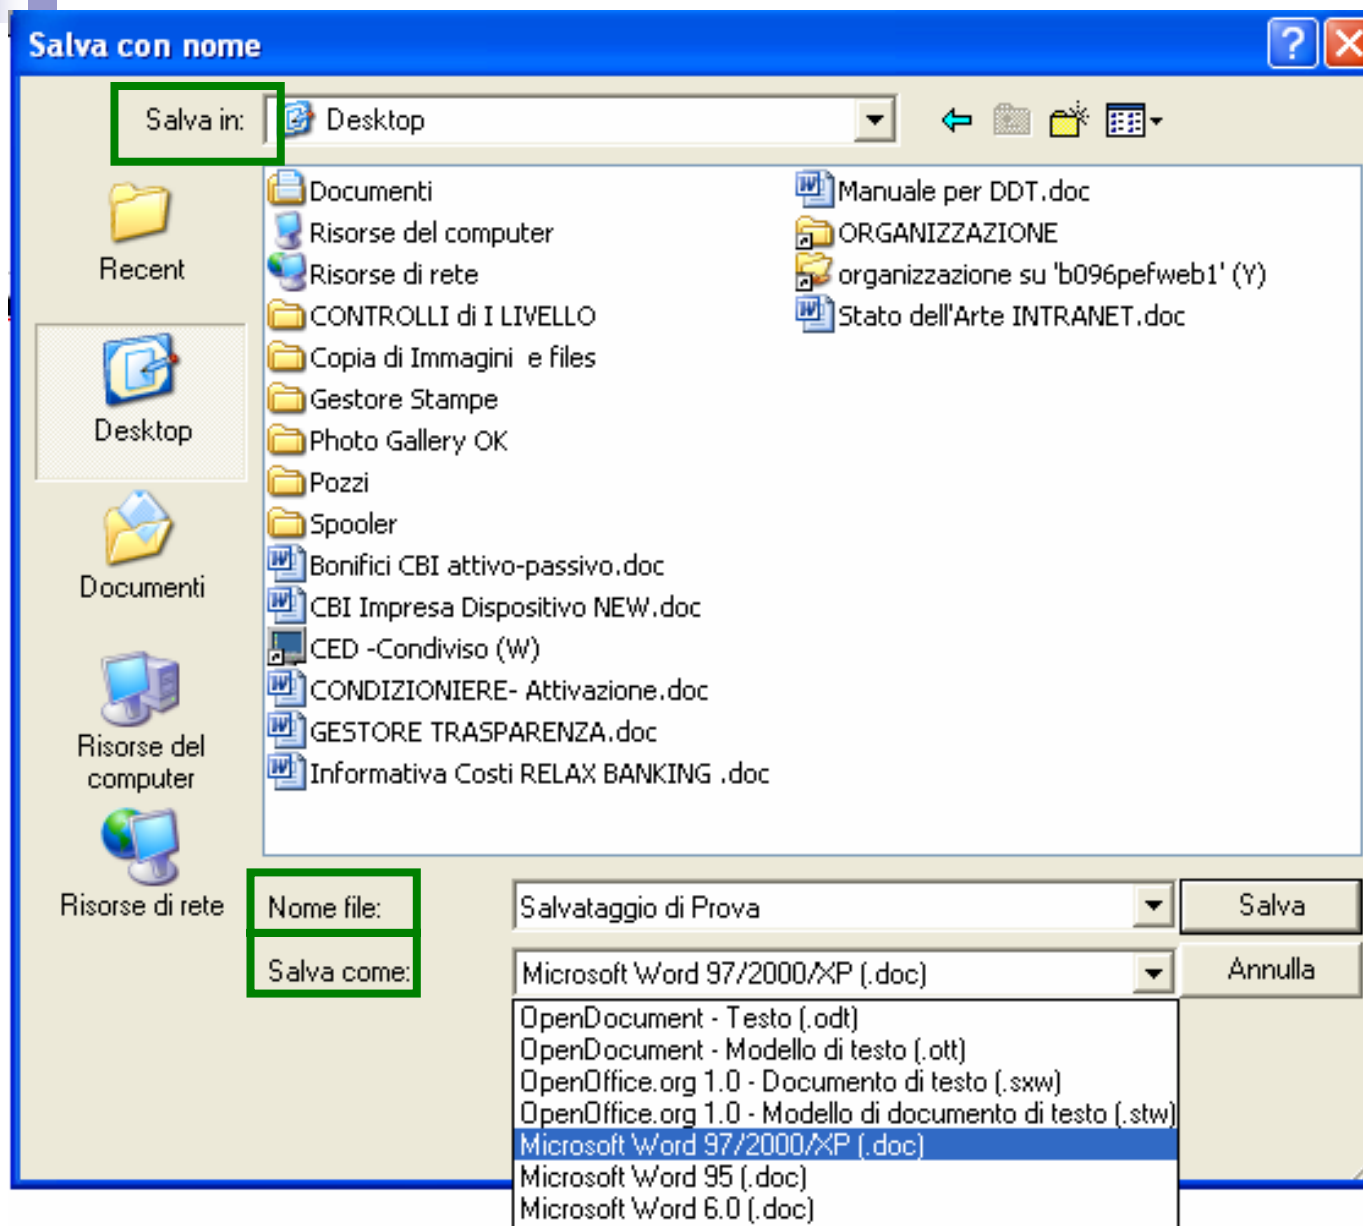 Salva con nome
Salva in: Desktop
Recent
Desktop
Documenti
Risorse del
computer
Risorse di rete
Documenti
Risorse del computer
Risorse di rete
CONTROLLI di I LIVELLO
Copia di Immagini  e files
Gestore Stampe
Photo Gallery OK
Pozzi
Spooler
Bonifici CBI attivo-passivo.doc
CBI Impresa Dispositivo NEW.doc
CED -Condiviso (W)
CONDIZIONIERE- Attivazione.doc
GESTORE TRASPARENZA.doc
Informativa Costi RELAX BANKING .doc
Manuale per DDT.doc
ORGANIZZAZIONE
organizzazione su 'b096pefweb1' (Y)
Stato dell'Arte INTRANET.doc
Nome file: Salvataggio di Prova Salva
Salva come: Microsoft Word 97/2000/XP (.doc) Annulla
OpenDocument - Testo (.odt)
OpenDocument - Modello di testo (.ott)
OpenOffice.org 1.0 - Documento di testo (.sxw)
OpenOffice.org 1.0 - Modello di documento di testo (.stw)
Microsoft Word 97/2000/XP (.doc)
Microsoft Word 95 (.doc)
Microsoft Word 6.0 (.doc)